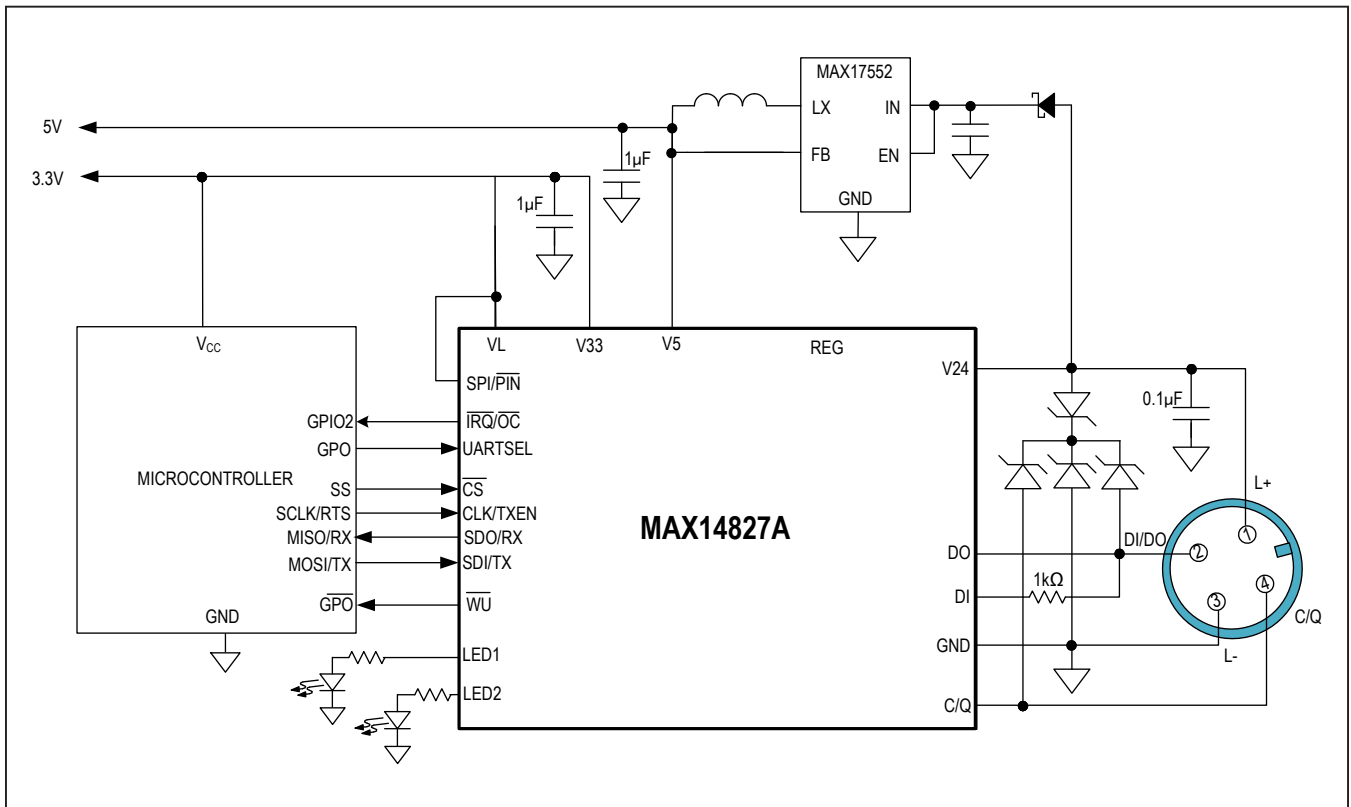 MAX17552
LX
IN
5V
1µF
FB
EN
3.3V
1µF
GND
VCC
VL
V33
V5
REG
V24
SPI/PIN
0.1µF
GPIO2
IRQ/OC
GPO
UARTSEL
MICROCONTROLLER
L+
SS
CS
SCLK/RTS
CLK/TXEN
MAX14827A
MISO/RX
SDO/RX
DO
DI/DO
2
1
MOSI/TX
SDI/TX
1kΩ
4
DI
3
GPO
WU
C/Q
GND
GND
L-
LED1
LED2
C/Q